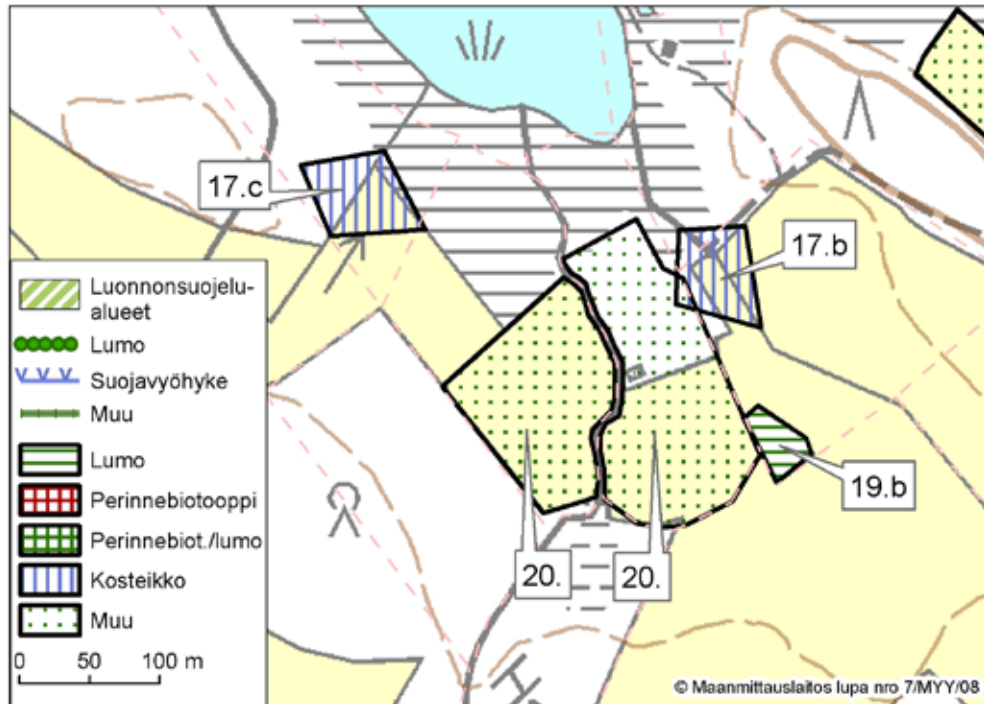 17.c
17.b
19.b
20.
20.
Luonnonsuojelu-
alueet
Lumo
Suojavyöhyke
Muu
Lumo
Perinnebiotooppi
Perinnebiot./lumo
Kosteikko
Muu
0 50 100 m
© Maanmittauslaitos lupa nro 7/MYY/08